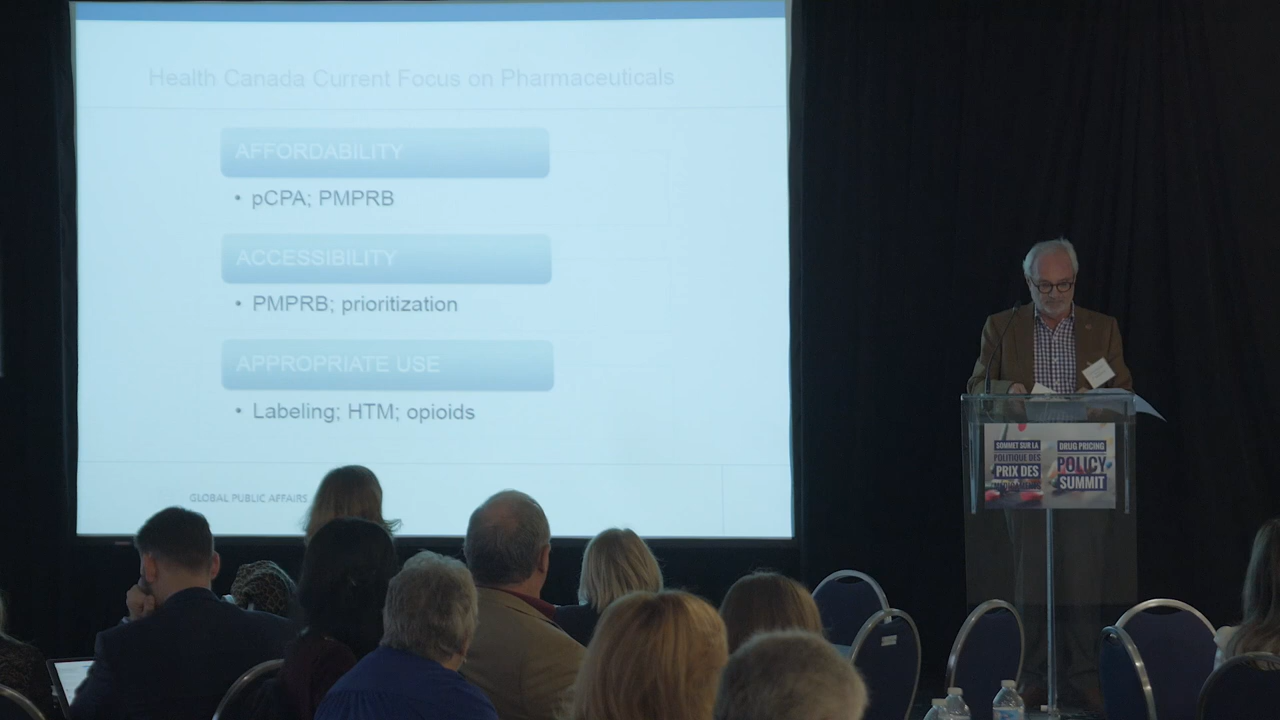 Health Canada Current Focus on Pharmaceuticals
AFFORDABILITY
• pCPA; PMPRB
ACCESSIBILITY
• PMPRB; prioritization
APPROPRIATE USE
• Labeling; HTM; opioids
GLOBAL PUBLIC AFFAIRS
SOMMET SUR LA
POLITIQUE DES
PRIX DES
DRUG PRICING
POLICY
SUMMIT